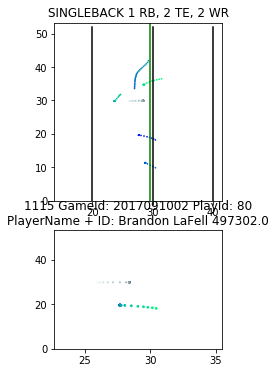 SINGLEBACK 1 RB, 2 TE, 2 WR
50
40
30
20
10
0
20 30 40
1115 GameId: 2017091002 PlayId: 80
PlayerName + ID: Brandon LaFell 497302.0
40
20
0
25 30 35